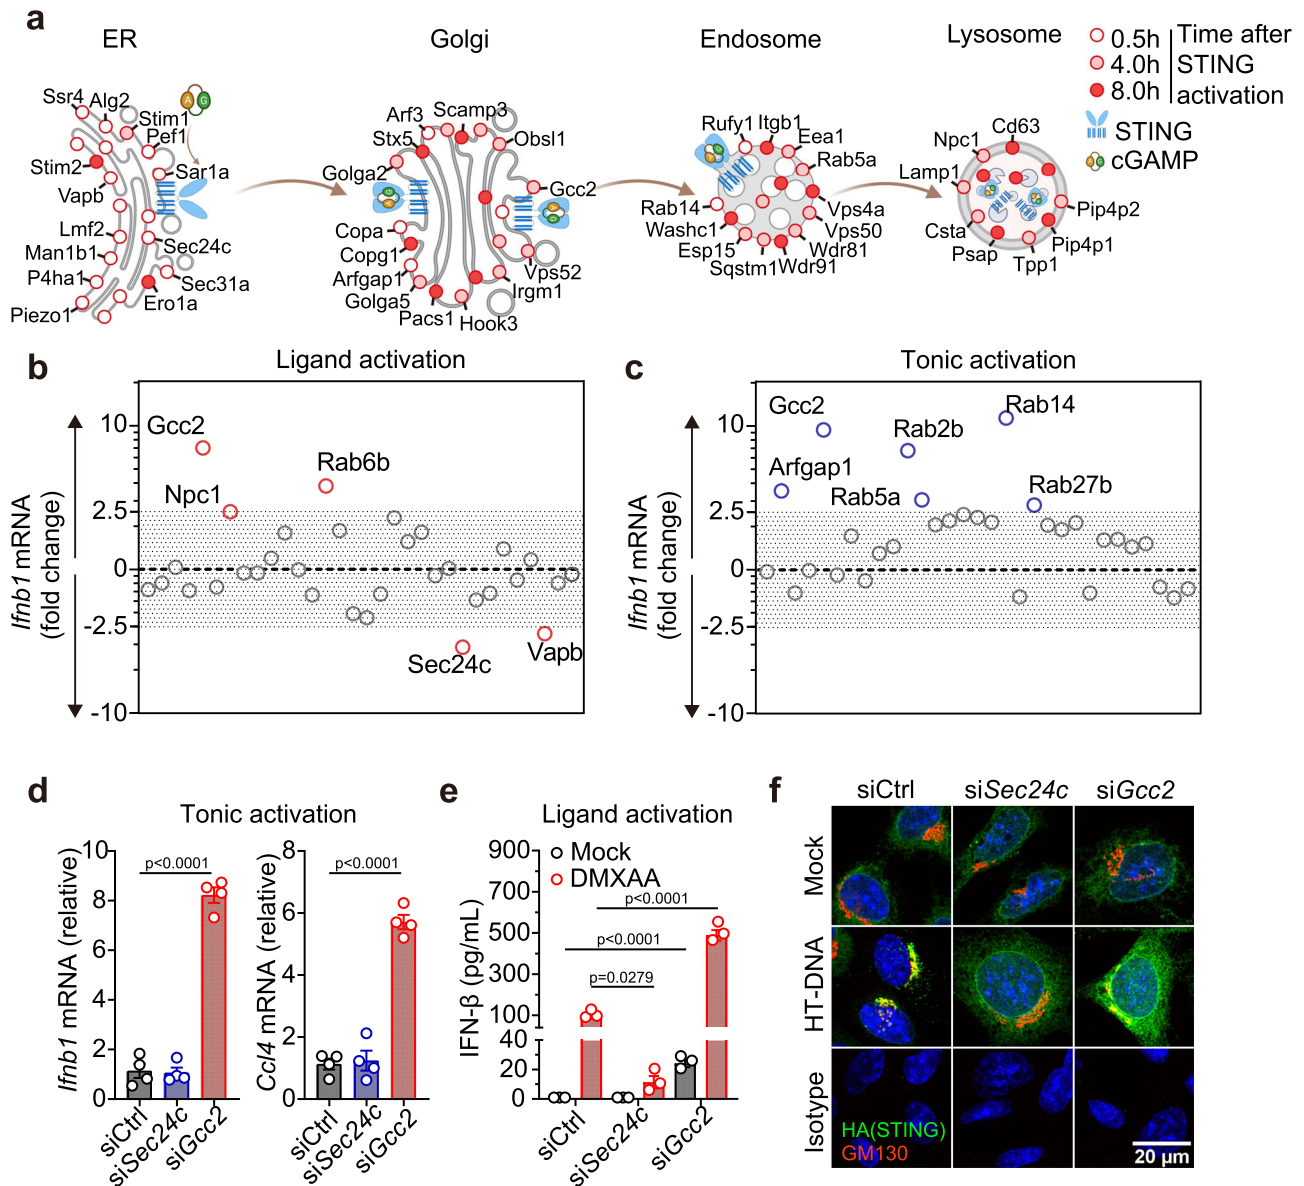 a
ER
Golgi
Endosome
Lysosome
0.5h
4.0h
8.0h
Time after
STING
activation
STING
cGAMP
A G
Ssr4
Alg2
Stim1
Pef1
Stim2
Sar1a
Vapb
Lmf2
Sec24c
Man1b1
P4ha1
Sec31a
Ero1a
Piezo1
Arf3
Scamp3
Stx5
Obsl1
Golga2
Gcc2
Copa
Copg1
Vps52
Arfgap1
Irgm1
Golga5
Pacs1
Hook3
Rufy1
Itgb1
Eea1
Rab5a
Rab14
Vps4a
Washc1
Vps50
Esp15
Wdr81
Sqstm1
Wdr91
Npc1
Cd63
Lamp1
Pip4p2
Csta
Pip4p1
Psap
Tpp1
b
Ligand activation
Ifnb1 mRNA
(fold change)
10
2.5
0
-2.5
-10
Gcc2
Rab6b
Npc1
Sec24c
Vapb
c
Tonic activation
Ifnb1 mRNA
(fold change)
10
2.5
0
-2.5
-10
Gcc2
Rab14
Rab2b
Arfgap1
Rab5a
Rab27b
d
Tonic activation
Ifnb1 mRNA (relative)
10
8
6
4
2
0
p<0.0001
siCtrl
siSec24c
siGcc2
Ccl4 mRNA (relative)
8
6
4
2
0
p<0.0001
siCtrl
siSec24c
siGcc2
e
Ligand activation
IFN-β (pg/mL)
900
700
500
300
100
40
20
0
Mock
DMXAA
p<0.0001
p<0.0001
p=0.0279
siCtrl
siSec24c
siGcc2
f
siCtrl
siSec24c
siGcc2
Mock
HT-DNA
Isotype
HA(STING)
GM130
20 µm